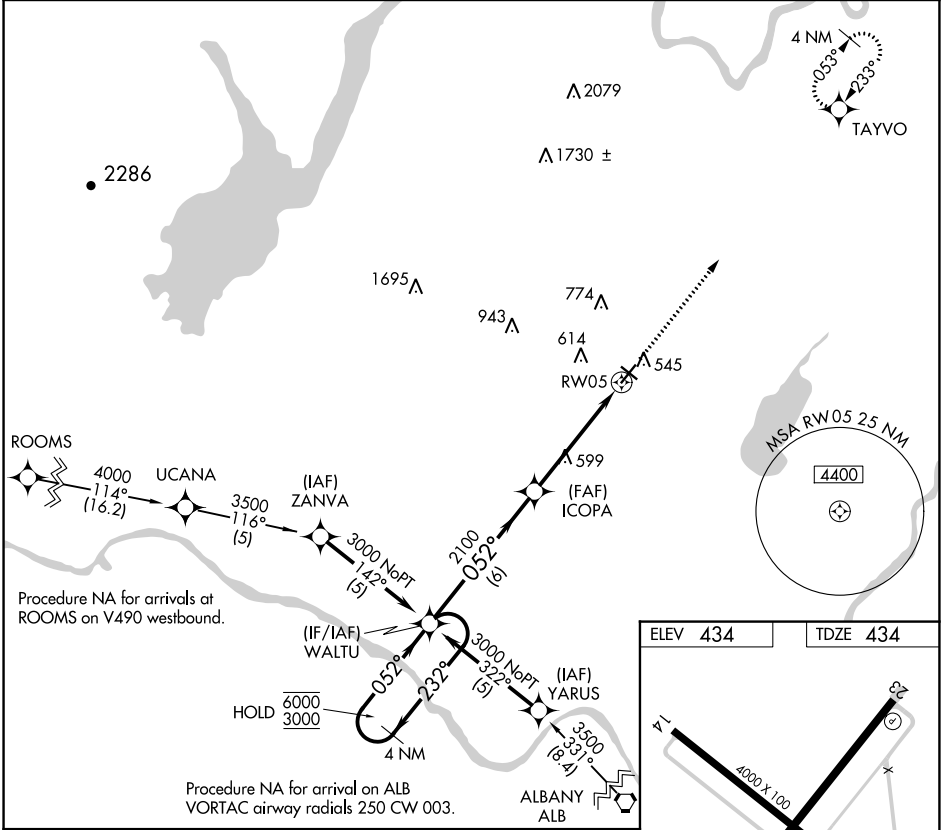 4 NM
053°
233°
TAYVO
2079
1730 ±
2286
1695
943
774
614
545
RW05
599
MSA RW05 25 NM
4400
ROOMS
4000
114°
(16.2)
UCANA
3500
116°
(5)
(IAF)
ZANVA
3000 NoPT
142°
(5)
(FAF)
ICOPA
2100
052°
(6)
Procedure NA for arrivals at
ROOMS on V490 westbound.
(IF/IAF)
WALTU
052°
232°
HOLD
6000
3000
4 NM
3000 NoPT
322°
(5)
(IAF)
YARUS
3500
331°
(8.4)
ALBANY
ALB
Procedure NA for arrival on ALB
VORTAC airway radials 250 CW 003.
ELEV 434
TDZE 434
23
P
14
4000 X 100
X